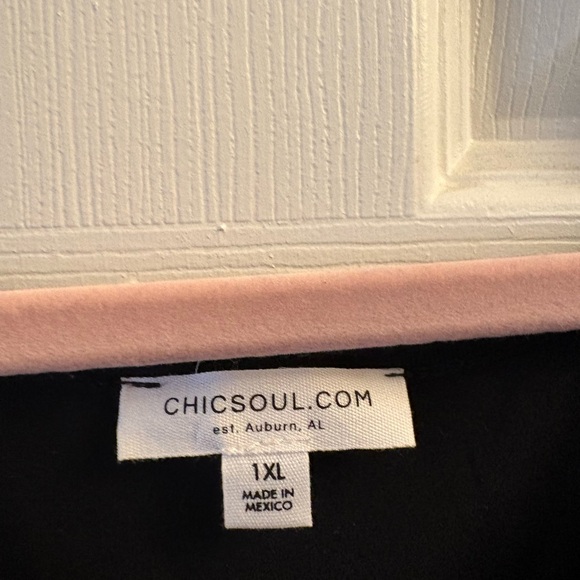 CHICSOUL.COM
est. Auburn, AL
1XL
MADE IN
MEXICO